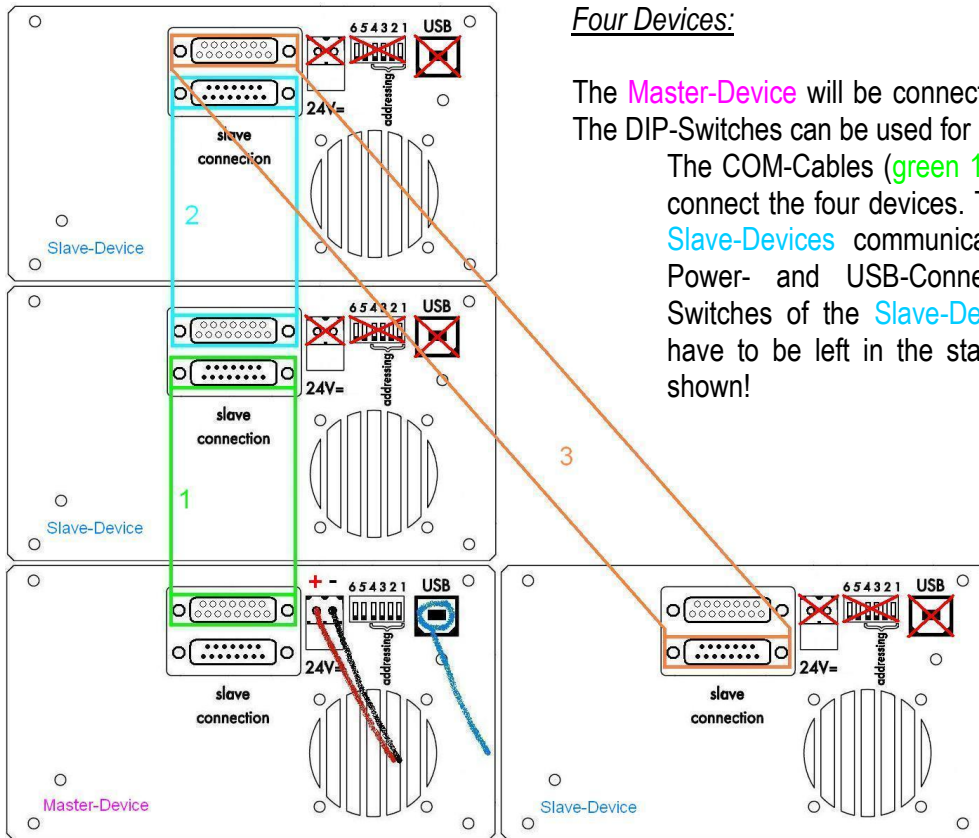 Four Devices:
The Master-Device will be connect
The DIP-Switches can be used for
The COM-Cables (green 1
connect the four devices. T
Slave-Devices communica
Power- and USB-Conne
Switches of the Slave-De
have to be left in the sta
shown!
654321 USB
24V=
addressing
slave
connection
2
Slave-Device
654321 USB
24V=
addressing
slave
connection
1
3
Slave-Device
+ - 654321 USB
24V=
addressing
slave
connection
Master-Device
654321 USB
24V=
addressing
slave
connection
Slave-Device